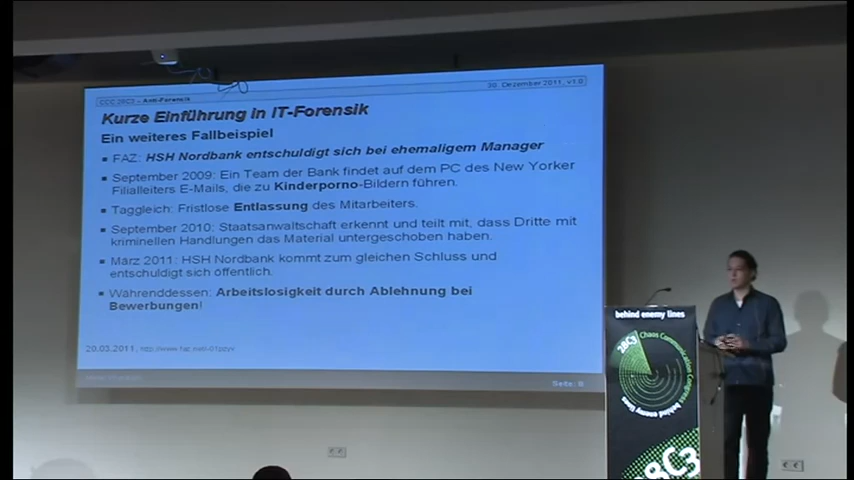 CCC 28C3 – Anti-Forensik
30. Dezember 2011, v1.0
Kurze Einführung in IT-Forensik
Ein weiteres Fallbeispiel
▪ FAZ: HSH Nordbank entschuldigt sich bei ehemaligem Manager
▪ September 2009: Ein Team der Bank findet auf dem PC des New Yorker
Filialleiters E-Mails, die zu Kinderporno-Bildern führen.
▪ Taggleich: Fristlose Entlassung des Mitarbeiters.
▪ September 2010: Staatsanwaltschaft erkennt und teilt mit, dass Dritte mit
kriminellen Handlungen das Material untergeschoben haben.
▪ März 2011: HSH Nordbank kommt zum gleichen Schluss und
entschuldigt sich öffentlich.
▪ Währenddessen: Arbeitslosigkeit durch Ablehnung bei
Bewerbungen!
20.03.2011,
Seite: 8
behind enemy lines
28C3
Chaos Communication Congress
behind enemy lines
28C3